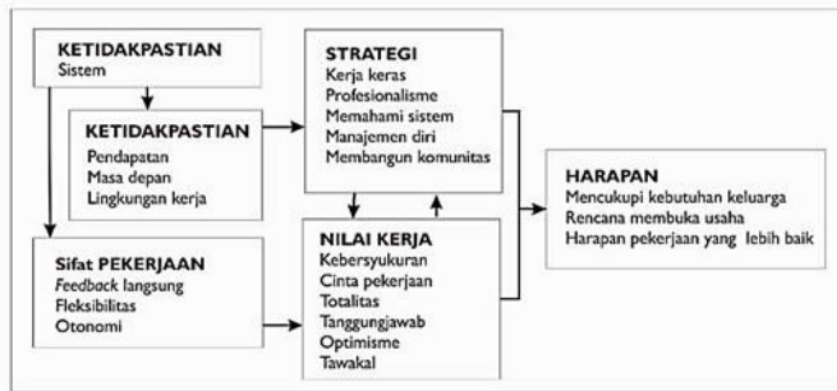 KETIDAKPASTIAN
Sistem
KETIDAKPASTIAN
Pendapatan
Masa depan
Lingkungan kerja
Sifat PEKERJAAN
Feedback langsung
Fleksibilitas
Otonomi
STRATEGI
Kerja keras
Profesionalisme
Memahami sistem
Manajemen diri
Membangun komunitas
NILAI KERJA
Kebersyukuran
Cinta pekerjaan
Totalitas
Tanggungjawab
Optimisme
Tawakal
HARAPAN
Mencukupi kebutuhan keluarga
Rencana membuka usaha
Harapan pekerjaan yang lebih baik